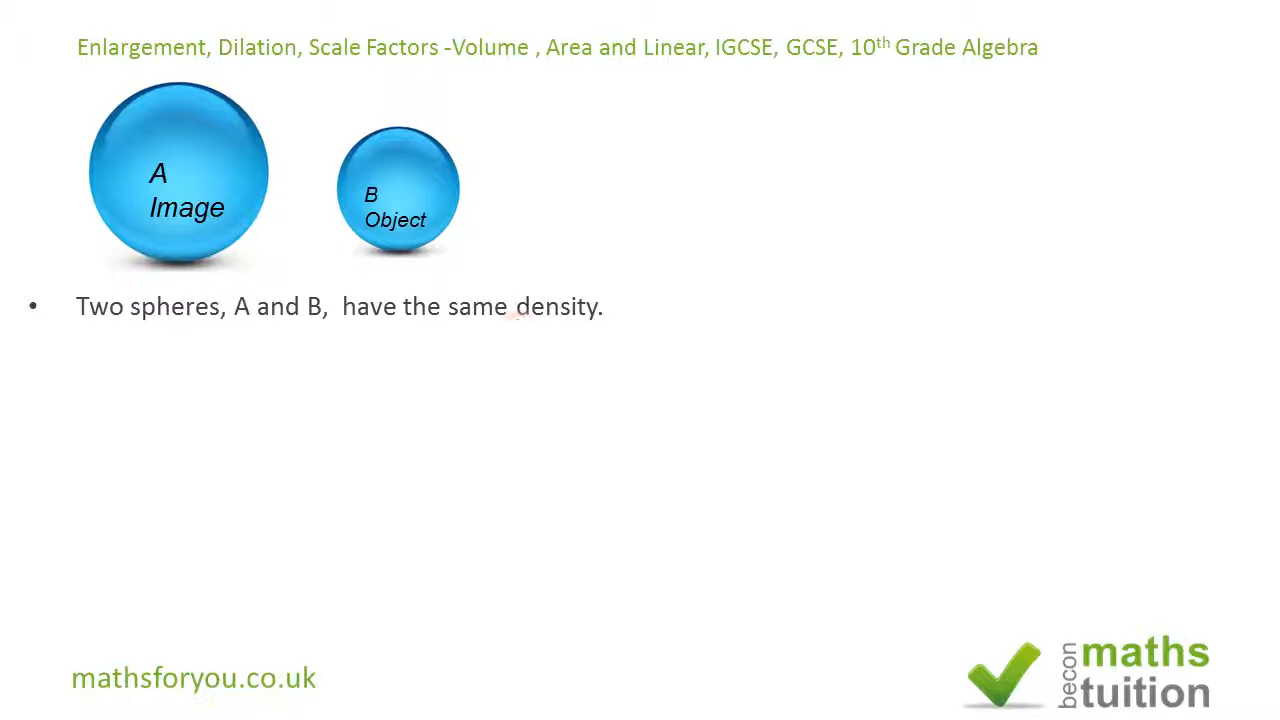 Enlargement, Dilation, Scale Factors -Volume , Area and Linear, IGCSE, GCSE, 10th Grade Algebra
A
Image
B
Object
• Two spheres, A and B,  have the same density.
mathsforyou.co.uk
becon
maths
tuition